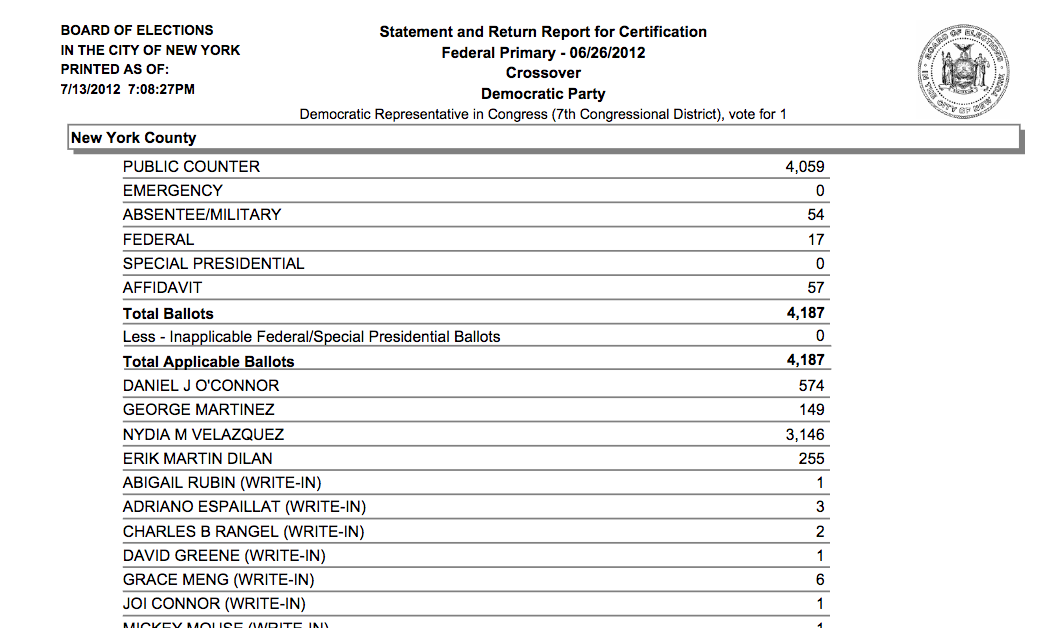 BOARD OF ELECTIONS
IN THE CITY OF NEW YORK
PRINTED AS OF:
7/13/2012 7:08:27PM
Statement and Return Report for Certification
Federal Primary - 06/26/2012
Crossover
Democratic Party
Democratic Representative in Congress (7th Congressional District), vote for 1
BOARD OF ELECTIONS
IN THE CITY OF NEW YORK
New York County
PUBLIC COUNTER 4,059
EMERGENCY 0
ABSENTEE/MILITARY 54
FEDERAL 17
SPECIAL PRESIDENTIAL 0
AFFIDAVIT 57
Total Ballots 4,187
Less - Inapplicable Federal/Special Presidential Ballots 0
Total Applicable Ballots 4,187
DANIEL J O'CONNOR 574
GEORGE MARTINEZ 149
NYDIA M VELAZQUEZ 3,146
ERIK MARTIN DILAN 255
ABIGAIL RUBIN (WRITE-IN) 1
ADRIANO ESPAILLAT (WRITE-IN) 3
CHARLES B RANGEL (WRITE-IN) 2
DAVID GREENE (WRITE-IN) 1
GRACE MENG (WRITE-IN) 6
JOI CONNOR (WRITE-IN) 1
MICKEY MOUSE (WRITE-IN) 1